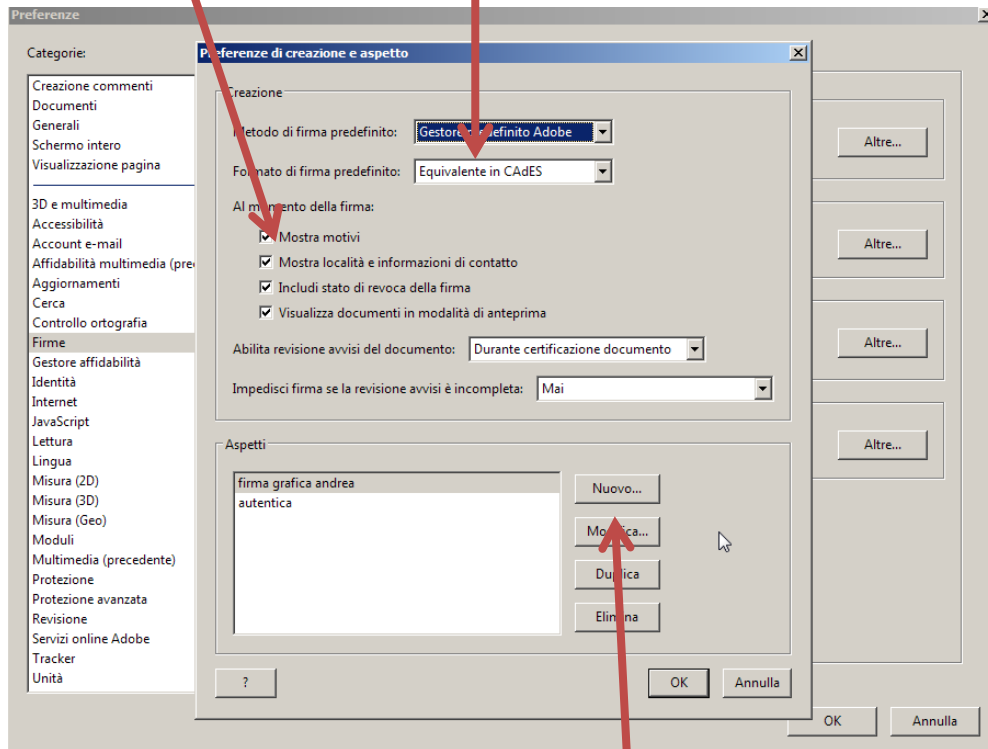 Preferenze
Categorie:
Creazione commenti
Documenti
Generali
Schermo intero
Visualizzazione pagina
3D e multimedia
Accessibilità
Account e-mail
Affidabilità multimedia (pre
Aggiornamenti
Cerca
Controllo ortografia
Firme
Gestore affidabilità
Identità
Internet
JavaScript
Lettura
Lingua
Misura (2D)
Misura (3D)
Misura (Geo)
Moduli
Multimedia (precedente)
Protezione
Protezione avanzata
Revisione
Servizi online Adobe
Tracker
Unità
Preferenze di creazione e aspetto
Creazione
Metodo di firma predefinito: Gestore predefinito Adobe
Formato di firma predefinito: Equivalente in CAdES
Al momento della firma:
Mostra motivi
Mostra località e informazioni di contatto
Includi stato di revoca della firma
Visualizza documenti in modalità di anteprima
Abilita revisione avvisi del documento: Durante certificazione documento
Impedisci firma se la revisione avvisi è incompleta: Mai
Aspetti
firma grafica andrea
autentica
Nuovo...
Modifica...
Duplica
Elimina
?
OK
Annulla
Altre...
Altre...
Altre...
Altre...
OK
Annulla